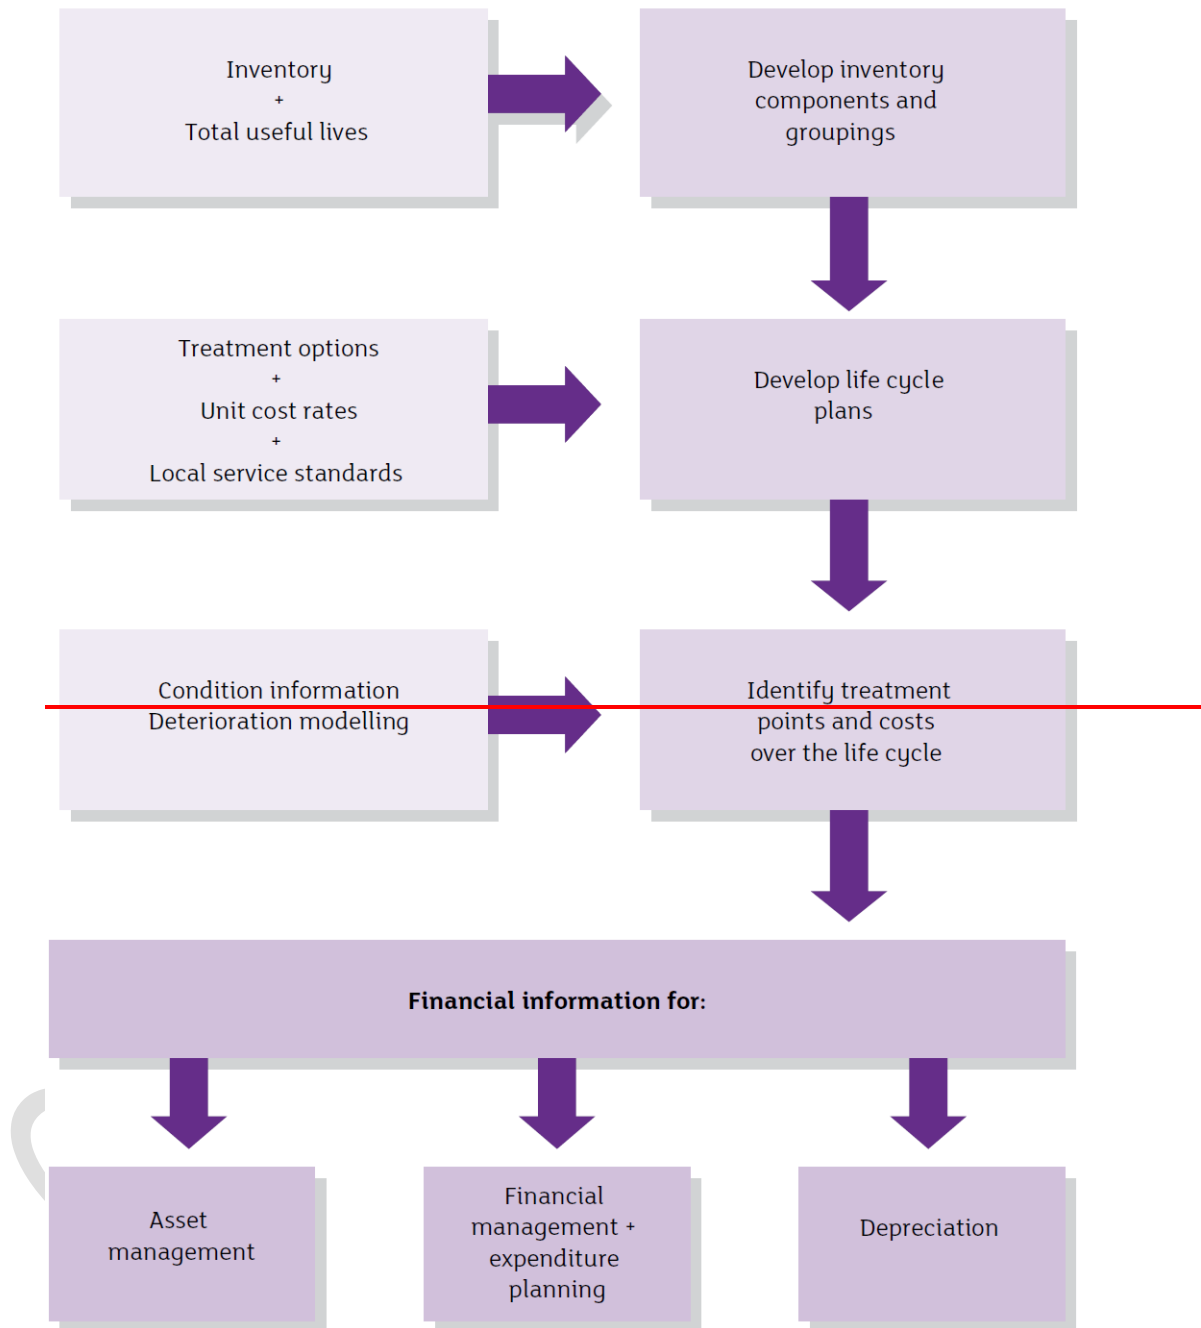 Inventory
+
Total useful lives
Develop inventory
components and
groupings
Treatment options
+
Unit cost rates
+
Local service standards
Develop life cycle
plans
Condition information
Deterioration modelling
Identify treatment
points and costs
over the life cycle
Financial information for:
Asset
management
Financial
management +
expenditure
planning
Depreciation